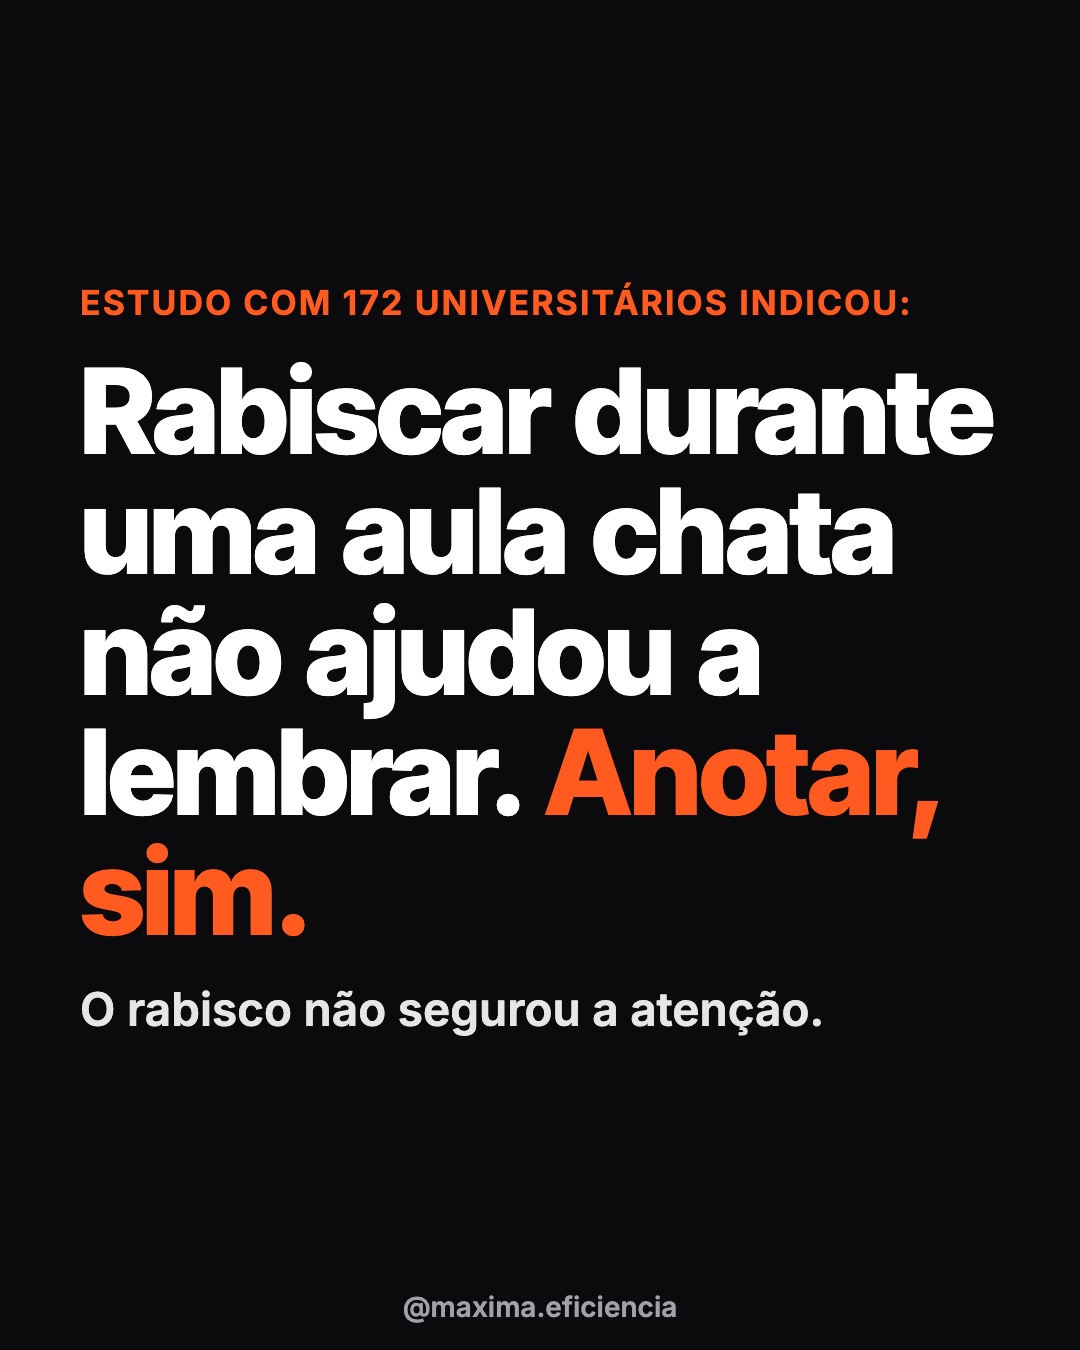 ESTUDO COM 172 UNIVERSITÁRIOS INDICOU:
Rabiscar durante
uma aula chata
não ajudou a
lembrar. Anotar,
sim.
O rabisco não segurou a atenção.
@maxima.eficiencia